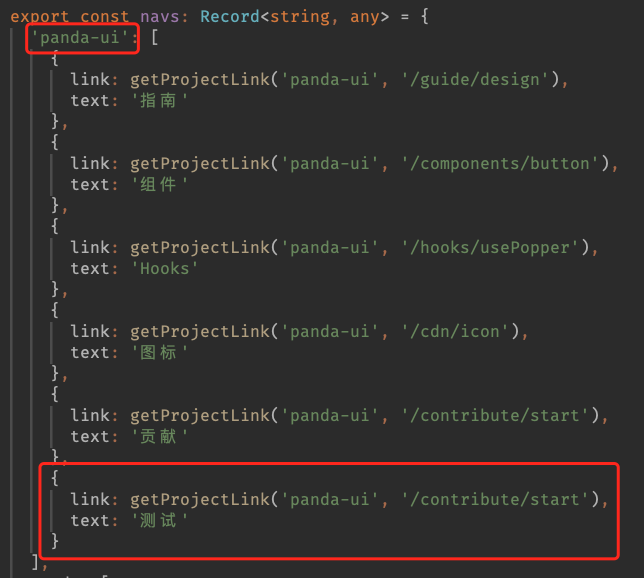 export const navs: Record<string, any> = {
'panda-ui': [
{
link: getProjectLink('panda-ui', '/guide/design'),
text: '指南'
},
{
link: getProjectLink('panda-ui', '/components/button'),
text: '组件'
},
{
link: getProjectLink('panda-ui', '/hooks/usePopper'),
text: 'Hooks'
},
{
link: getProjectLink('panda-ui', '/cdn/icon'),
text: '图标'
},
{
link: getProjectLink('panda-ui', '/contribute/start'),
text: '贡献'
},
{
link: getProjectLink('panda-ui', '/contribute/start'),
text: '测试'
}
],